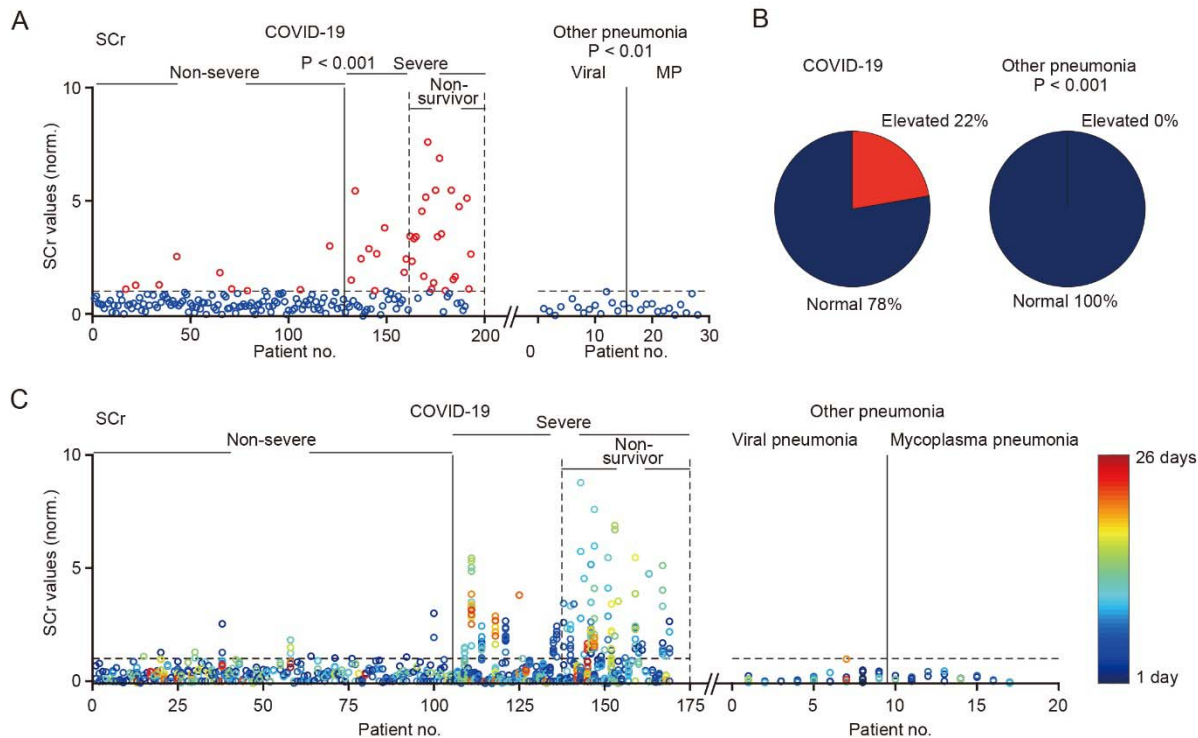 A
SCr
COVID-19
Other pneumonia
P < 0.001
Severe
P < 0.01
Non-severe
Non-
survivor
Viral
MP
SCr values (norm.)
10
5
0
0
50
100
150
200
0
10
20
30
Patient no.
Patient no.
B
COVID-19
Other pneumonia
P < 0.001
Elevated 22%
Elevated 0%
Normal 78%
Normal 100%
C
SCr
COVID-19
Other pneumonia
Severe
Non-severe
Non-
survivor
Viral pneumonia
Mycoplasma pneumonia
SCr values (norm.)
10
5
0
0
25
50
75
100
125
150
175
0
5
10
15
20
Patient no.
Patient no.
26 days
1 day